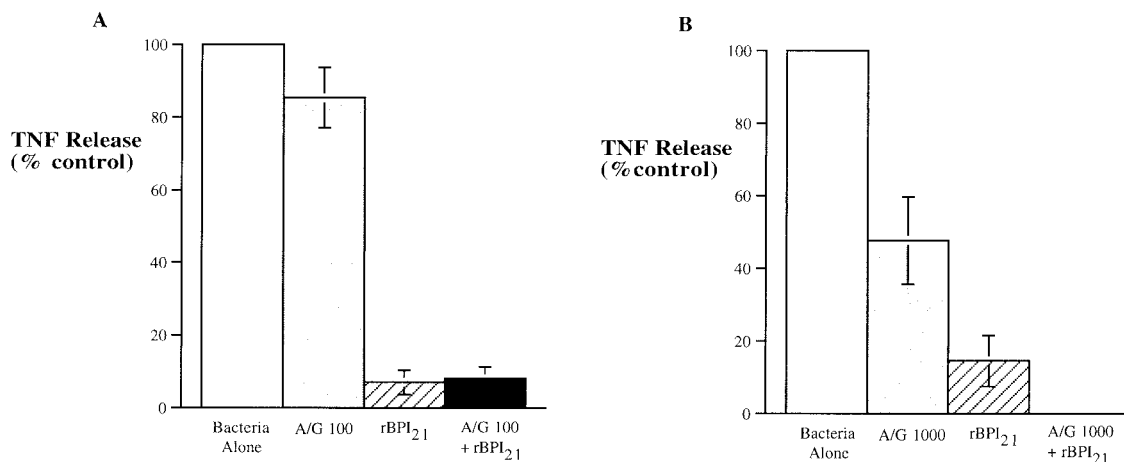 A
100
80
60
40
20
0
TNF Release
(% control)
Bacteria
Alone
A/G 100
rBPI21
A/G 100
+ rBPI21
B
100
80
60
40
20
0
TNF Release
(%control)
Bacteria
Alone
A/G 1000
rBPI21
A/G 1000
+ rBPI21